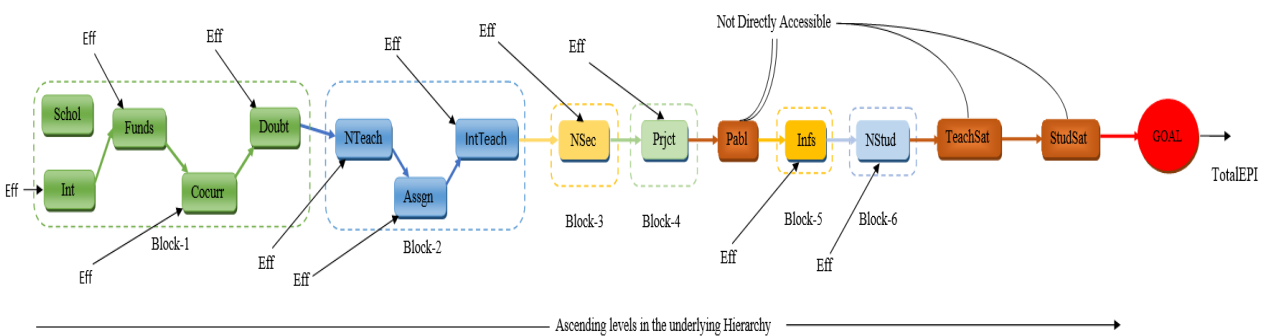 Not Directly Accessible
Eff
Eff
Eff
Eff
Eff
Schol
Funds
Doubt
NTeach
IntTeach
NSec
Prjct
Pabl
Infs
NStud
TeachSat
StudSat
GOAL
Eff
Int
Cocurr
Assgn
TotalEPI
Block-1
Block-2
Block-3
Block-4
Block-5
Block-6
Eff
Eff
Eff
Eff
Eff
Ascending levels in the underlying Hierarchy